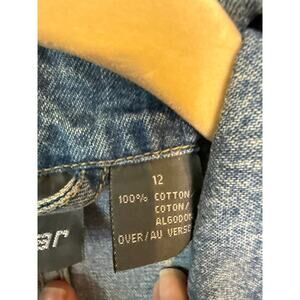 12
100% COTTON/
COTON/
ALGODON
OVER/AU VERSO